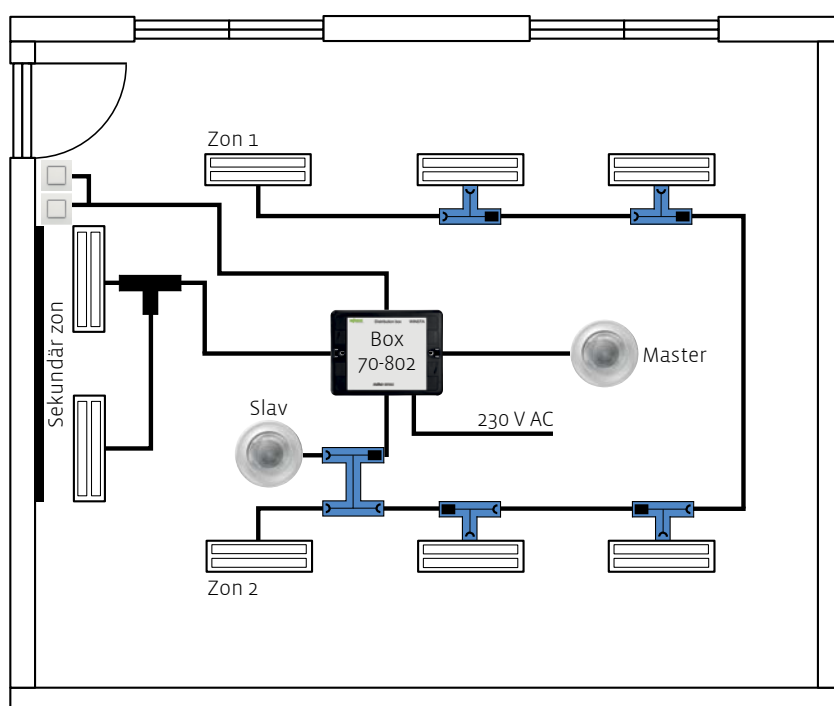 Zon 1
Sekundär zon
Box
70-802
Master
Slav
230 V AC
Zon 2